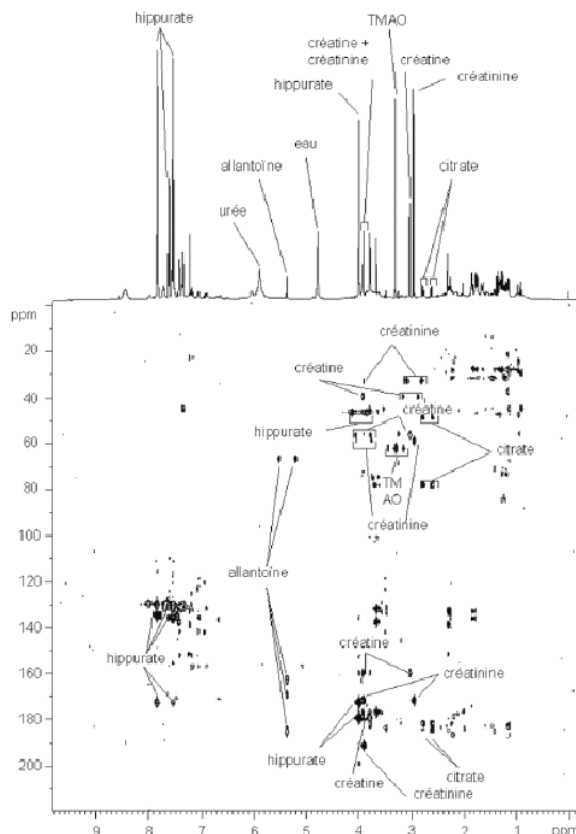 hippurate
TMAO
créatine +
créatinine
créatine
hippurate
créatinine
eau
allantoïne
citrate
urée
ppm
créatinine
20
créatine
40
créatine
hippurate
60
citrate
TM
AO
80
créatinine
100
allantoïne
120
140
créatine
160
hippurate
créatinine
180
hippurate
citrate
créatine
200
créatinine
9 8 7 6 5 4 3 2 1 ppm